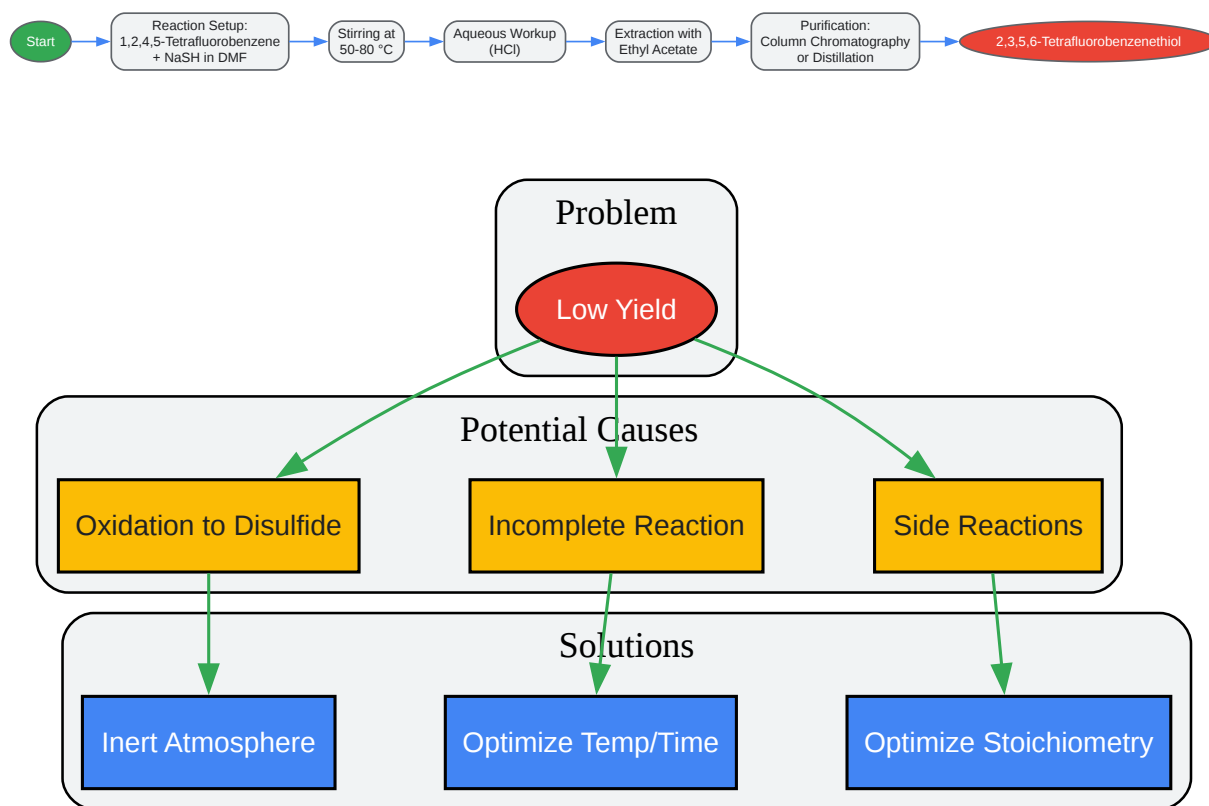 Start
Reaction Setup:
1,2,4,5-Tetrafluorobenzene
+ NaSH in DMF
Stirring at
50-80 °C
Aqueous Workup
(HCl)
Extraction with
Ethyl Acetate
Purification:
Column Chromatography
or Distillation
2,3,5,6-Tetrafluorobenzenethiol
Problem
Low Yield
Potential Causes
Oxidation to Disulfide
Incomplete Reaction
Side Reactions
Solutions
Inert Atmosphere
Optimize Temp/Time
Optimize Stoichiometry